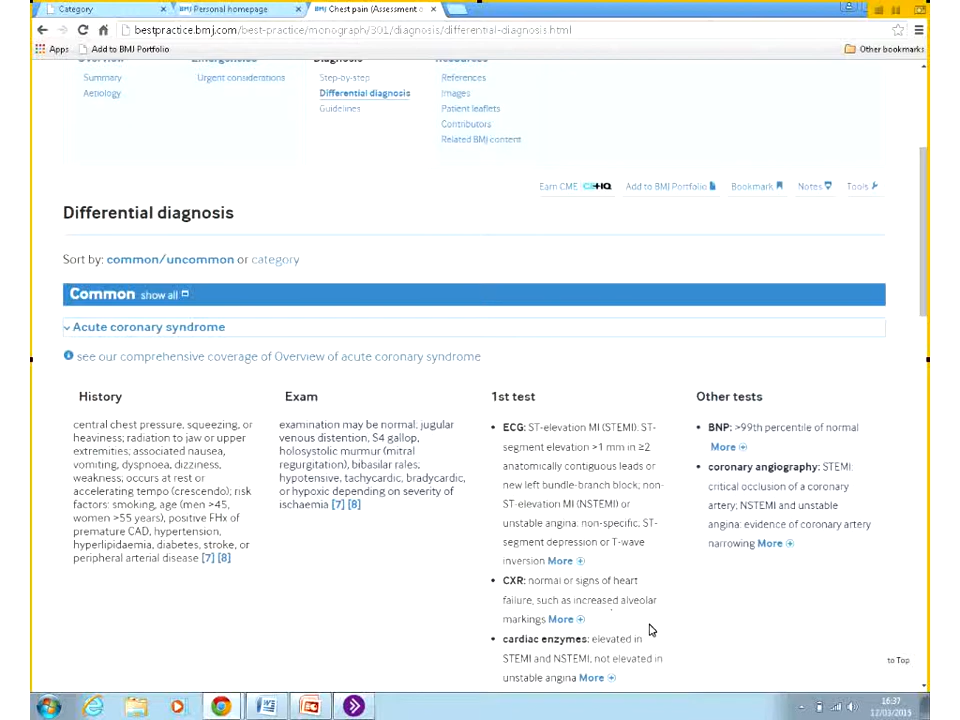 Category
BMJ Personal homepage
BMJ Chest pain (Assessment o
bestpractice.bmj.com/best-practice/monograph/301/diagnosis/differential-diagnosis.html
Apps
Add to BMJ Portfolio
Other bookmarks
Summary
Aetiology
Urgent considerations
Diagnosis
Step-by-step
Differential diagnosis
Guidelines
Resources
References
Images
Patient leaflets
Contributors
Related BMJ content
Earn CME
Add to BMJ Portfolio
Bookmark
Notes
Tools
Differential diagnosis
Sort by: common/uncommon or category
Common show all
Acute coronary syndrome
see our comprehensive coverage of Overview of acute coronary syndrome
History
central chest pressure, squeezing, or
heaviness; radiation to jaw or upper
extremities; associated nausea,
vomiting, dyspnoea, dizziness,
weakness; occurs at rest or
accelerating tempo (crescendo); risk
factors: smoking, age (men >45,
women >55 years), positive FHx of
premature CAD, hypertension,
hyperlipidaemia, diabetes, stroke, or
peripheral arterial disease [7] [8]
Exam
examination may be normal; jugular
venous distention, S4 gallop,
holosystolic murmur (mitral
regurgitation), bibasilar rales;
hypotensive, tachycardic, bradycardic,
or hypoxic depending on severity of
ischaemia [7] [8]
1st test
• ECG: ST-elevation MI (STEMI): ST-
segment elevation >1 mm in ≥2
anatomically contiguous leads or
new left bundle-branch block; non-
ST-elevation MI (NSTEMI) or
unstable angina: non-specific; ST-
segment depression or T-wave
inversion More
• CXR: normal or signs of heart
failure, such as increased alveolar
markings More
• cardiac enzymes: elevated in
STEMI and NSTEMI, not elevated in
unstable angina More
Other tests
• BNP: >99th percentile of normal
More
• coronary angiography: STEMI:
critical occlusion of a coronary
artery; NSTEMI and unstable
angina: evidence of coronary artery
narrowing More
to Top
16:37
12/03/2015